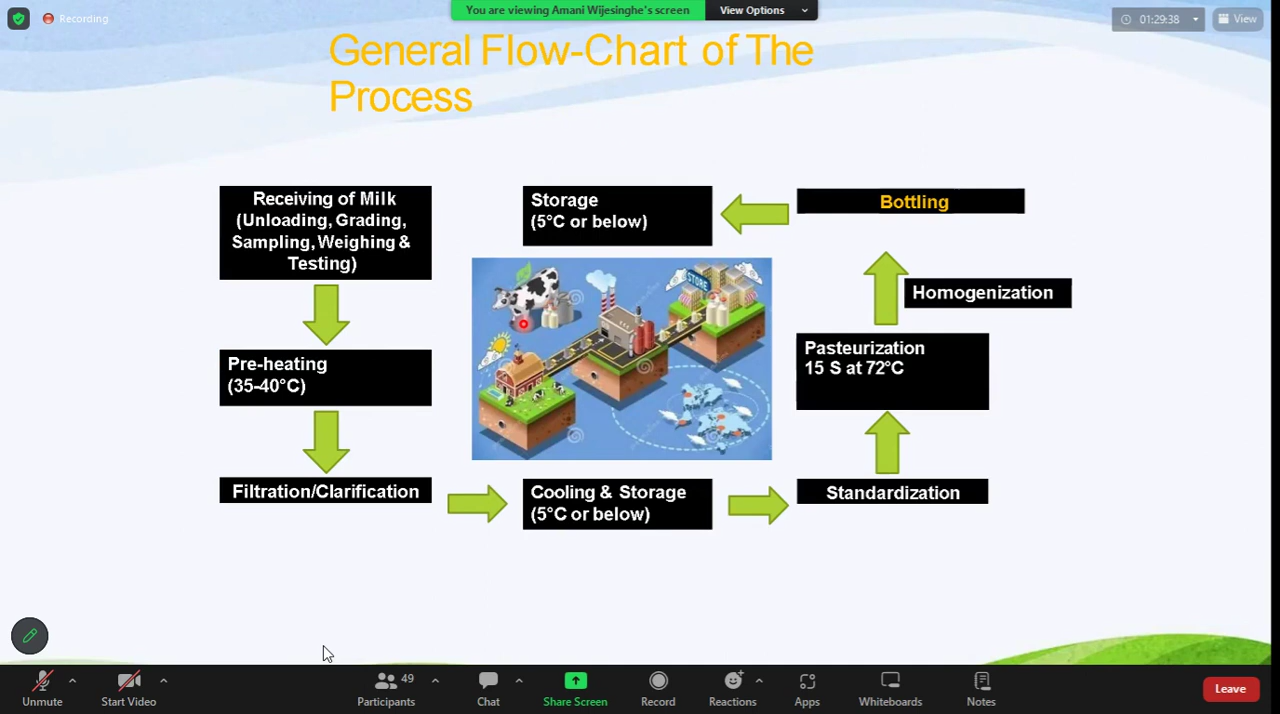 You are viewing Amani Wijesinghe's screen
View Options
Recording
01:29:38
View
General Flow-Chart of The
Process
Receiving of Milk
(Unloading, Grading,
Sampling, Weighing &
Testing)
Pre-heating
(35-40°C)
Filtration/Clarification
Cooling & Storage
(5°C or below)
Standardization
Pasteurization
15 S at 72°C
Homogenization
Bottling
Storage
(5°C or below)
STORE
Unmute
Start Video
49
Participants
Chat
Share Screen
Record
Reactions
Apps
Whiteboards
Notes
Leave